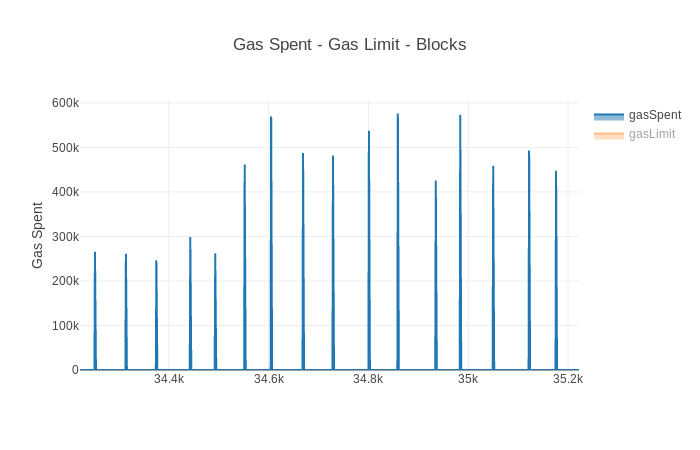 Gas Spent - Gas Limit - Blocks
600k
500k
400k
300k
200k
100k
0
Gas Spent
34.4k
34.6k
34.8k
35k
35.2k
gasSpent
gasLimit